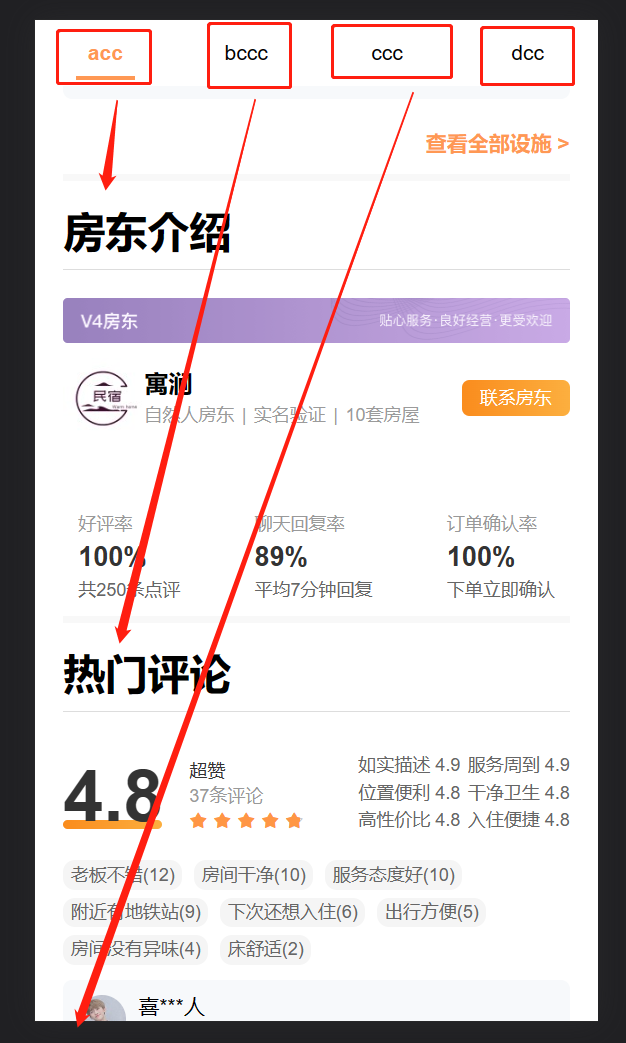 acc bccc ccc dcc
查看全部设施 >
房东介绍
V4房东 贴心服务·良好经营·更受欢迎
民宿
寓涧
自然人房东 | 实名验证 | 10套房屋
联系房东
好评率 聊天回复率 订单确认率
100% 89% 100%
共250条点评 平均7分钟回复 下单立即确认
热门评论
4.8
超赞
37条评论
如实描述 4.9 服务周到 4.9
位置便利 4.8 干净卫生 4.8
高性价比 4.8 入住便捷 4.8
老板不错(12) 房间干净(10) 服务态度好(10)
附近有地铁站(9) 下次还想入住(6) 出行方便(5)
房间没有异味(4) 床舒适(2)
喜***人